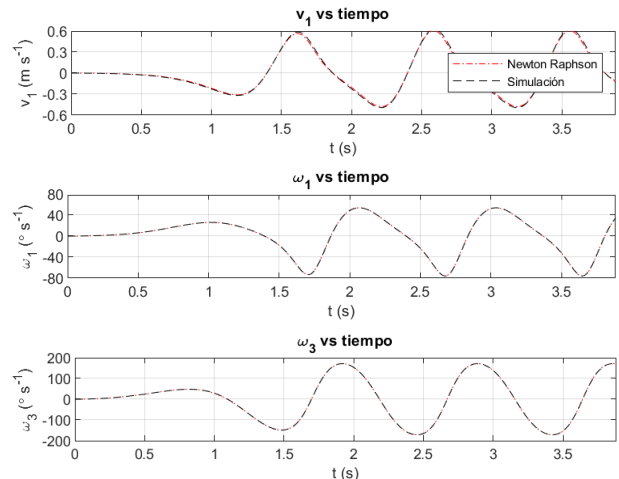 v1 vs tiempo
0.6
0.3
0
-0.3
-0.6
v1 (m s-1)
Newton Raphson
Simulación
0 0.5 1 1.5 2 2.5 3 3.5
t (s)
ω1 vs tiempo
80
40
0
-40
-80
ω1 (° s-1)
0 0.5 1 1.5 2 2.5 3 3.5
t (s)
ω3 vs tiempo
200
100
0
-100
-200
ω3 (° s-1)
0 0.5 1 1.5 2 2.5 3 3.5
t (s)